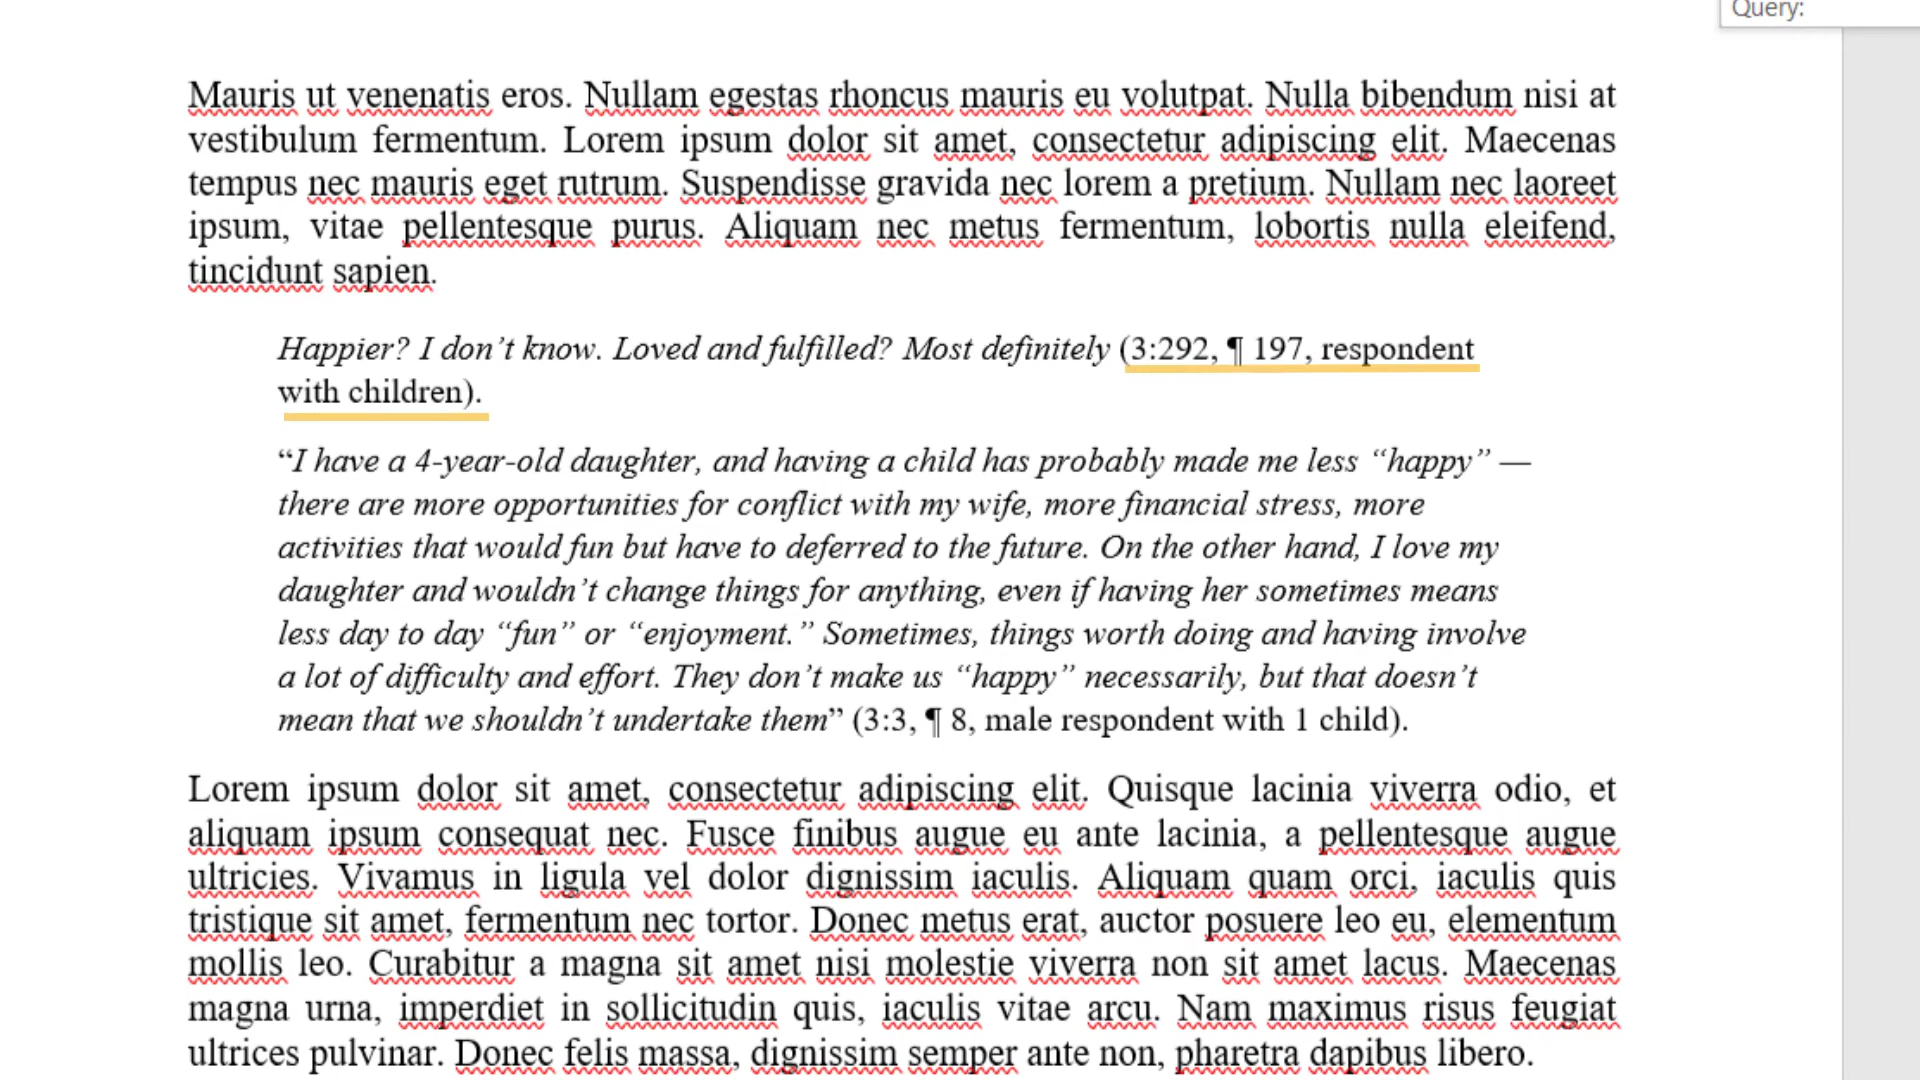 Query:
Mauris ut venenatis eros. Nullam egestas rhoncus mauris eu volutpat. Nulla bibendum nisi at
vestibulum fermentum. Lorem ipsum dolor sit amet, consectetur adipiscing elit. Maecenas
tempus nec mauris eget rutrum. Suspendisse gravida nec lorem a pretium. Nullam nec laoreet
ipsum, vitae pellentesque purus. Aliquam nec metus fermentum, lobortis nulla eleifend,
tincidunt sapien.
Happier? I don’t know. Loved and fulfilled? Most definitely (3:292, ¶ 197, respondent
with children).
“I have a 4-year-old daughter, and having a child has probably made me less “happy” —
there are more opportunities for conflict with my wife, more financial stress, more
activities that would fun but have to deferred to the future. On the other hand, I love my
daughter and wouldn’t change things for anything, even if having her sometimes means
less day to day “fun” or “enjoyment.” Sometimes, things worth doing and having involve
a lot of difficulty and effort. They don’t make us “happy” necessarily, but that doesn’t
mean that we shouldn’t undertake them” (3:3, ¶ 8, male respondent with 1 child).
Lorem ipsum dolor sit amet, consectetur adipiscing elit. Quisque lacinia viverra odio, et
aliquam ipsum consequat nec. Fusce finibus augue eu ante lacinia, a pellentesque augue
ultricies. Vivamus in ligula vel dolor dignissim iaculis. Aliquam quam orci, iaculis quis
tristique sit amet, fermentum nec tortor. Donec metus erat, auctor posuere leo eu, elementum
mollis leo. Curabitur a magna sit amet nisi molestie viverra non sit amet lacus. Maecenas
magna urna, imperdiet in sollicitudin quis, iaculis vitae arcu. Nam maximus risus feugiat
ultrices pulvinar. Donec felis massa, dignissim semper ante non, pharetra dapibus libero.